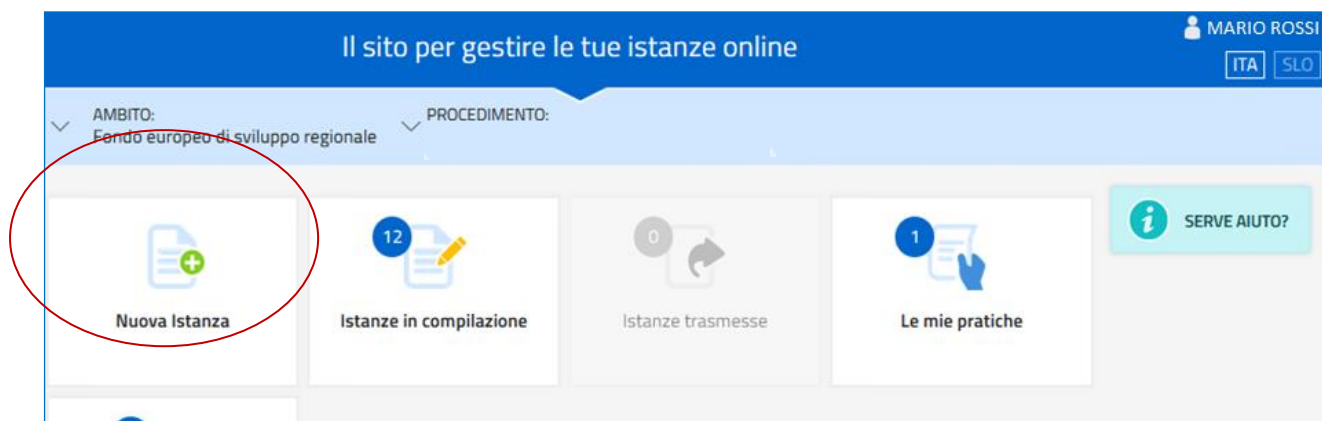 MARIO ROSSI
Il sito per gestire le tue istanze online
ITA SLO
AMBITO: PROCEDIMENTO:
Fondo europeo di sviluppo regionale
12 0 1 i SERVE AIUTO?
Nuova Istanza Istanze in compilazione Istanze trasmesse Le mie pratiche